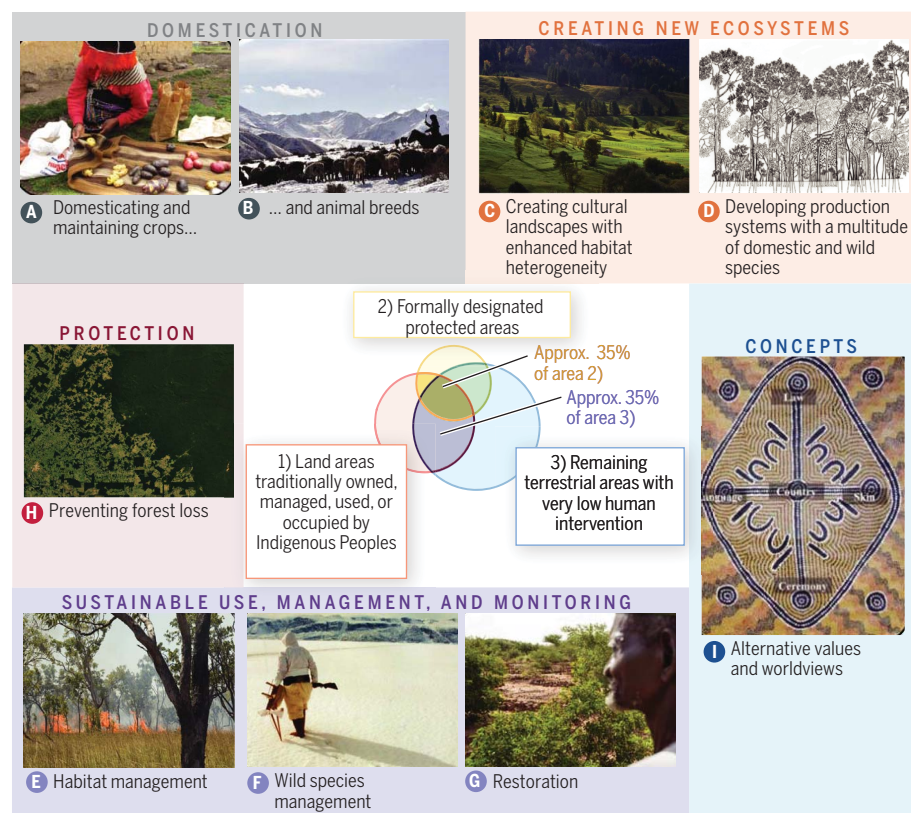 DOMESTICATION
A Domesticating and
maintaining crops...
B ... and animal breeds
CREATING NEW ECOSYSTEMS
C Creating cultural
landscapes with
enhanced habitat
heterogeneity
D Developing production
systems with a multitude
of domestic and wild
species
PROTECTION
H Preventing forest loss
2) Formally designated
protected areas
Approx. 35%
of area 2)
Approx. 35%
of area 3)
1) Land areas
traditionally owned,
managed, used, or
occupied by
Indigenous Peoples
3) Remaining
terrestrial areas with
very low human
intervention
CONCEPTS
Law
Language Country Skin
Ceremony
I Alternative values
and worldviews
SUSTAINABLE USE, MANAGEMENT, AND MONITORING
E Habitat management
F Wild species
management
G Restoration